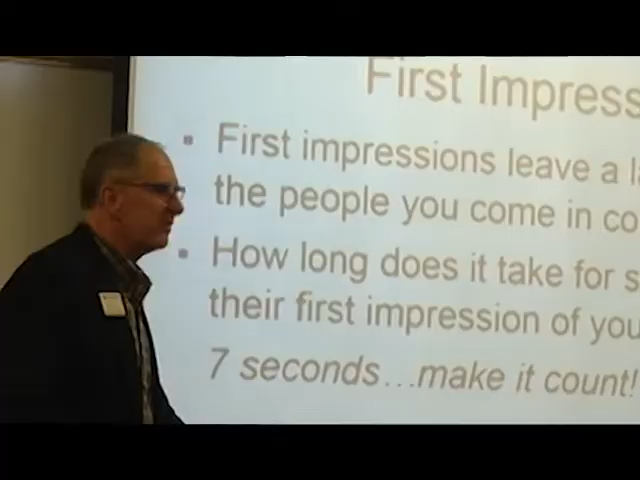 First Impress
First impressions leave a l
the people you come in co
How long does it take for s
their first impression of you
7 seconds...make it count!